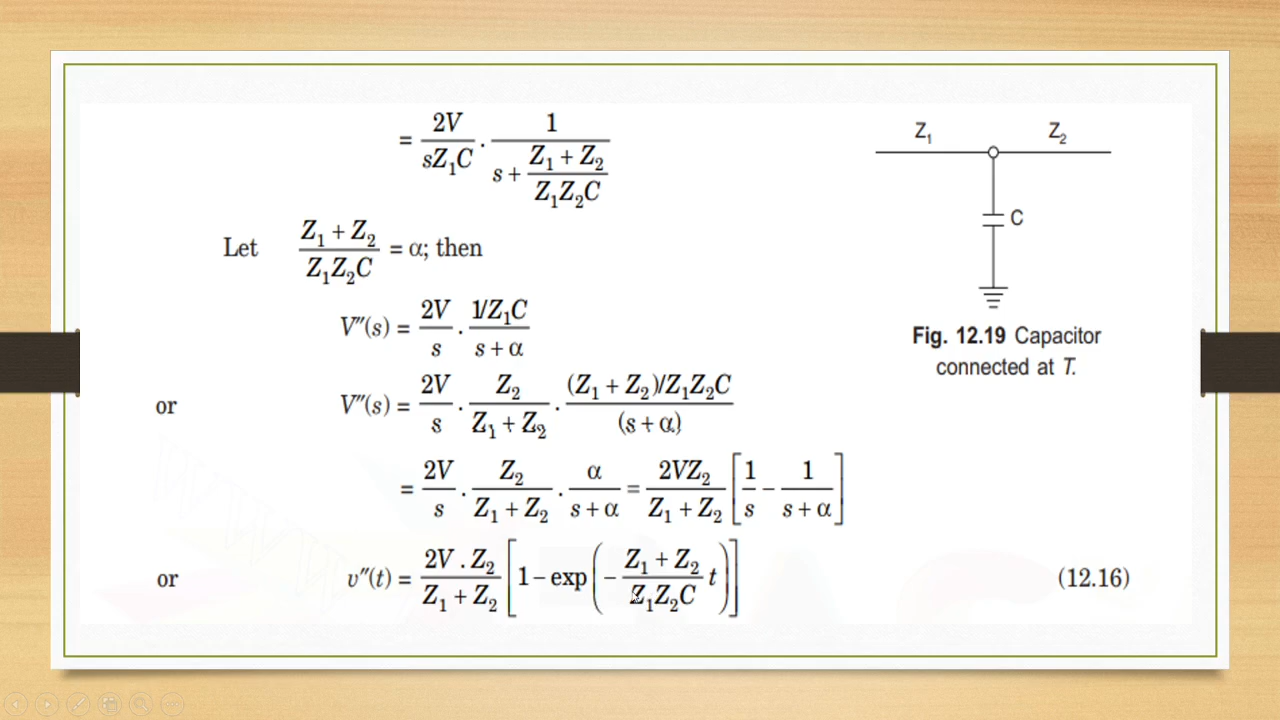 = 2V/sZ₁C · 1/(s + (Z₁ + Z₂)/Z₁Z₂C)
Let (Z₁ + Z₂)/Z₁Z₂C = α; then
V″(s) = 2V/s · (1/Z₁C)/(s + α)
or V″(s) = 2V/s · Z₂/(Z₁ + Z₂) · ((Z₁ + Z₂)/Z₁Z₂C)/(s + α)
= 2V/s · Z₂/(Z₁ + Z₂) · α/(s + α) = 2VZ₂/(Z₁ + Z₂) [1/s − 1/(s + α)]
or v″(t) = 2V . Z₂/(Z₁ + Z₂) [1 – exp (− (Z₁ + Z₂)/Z₁Z₂C t)] (12.16)
Z₁ Z₂
C
Fig. 12.19 Capacitor
connected at T.